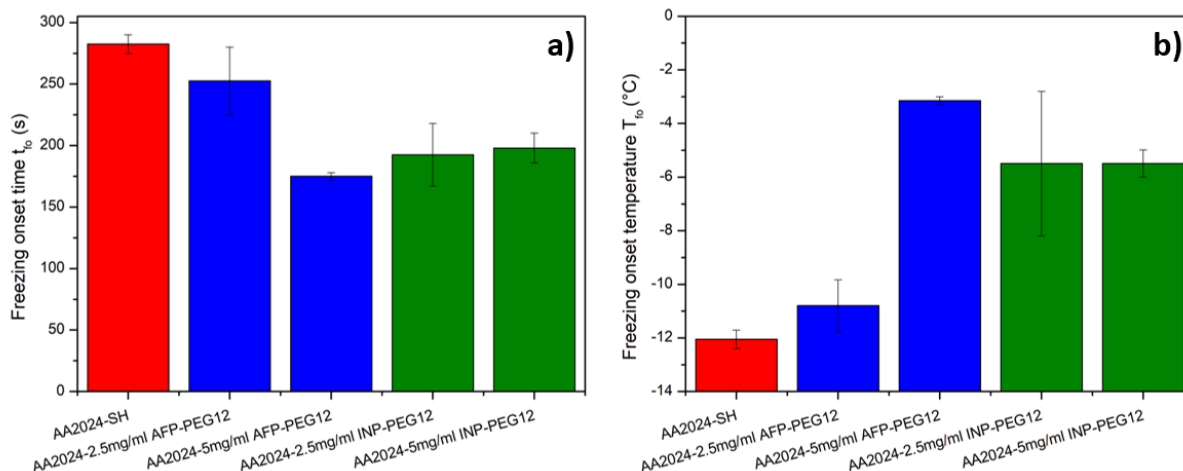 a)
Freezing onset time tfo (s)
300
250
200
150
100
50
0
AA2024-SH
AA2024-2.5mg/ml AFP-PEG12
AA2024-5mg/ml AFP-PEG12
AA2024-2.5mg/ml INP-PEG12
AA2024-5mg/ml INP-PEG12
b)
Freezing onset temperature Tfo (°C)
0
-2
-4
-6
-8
-10
-12
-14
AA2024-SH
AA2024-2.5mg/ml AFP-PEG12
AA2024-5mg/ml AFP-PEG12
AA2024-2.5mg/ml INP-PEG12
AA2024-5mg/ml INP-PEG12